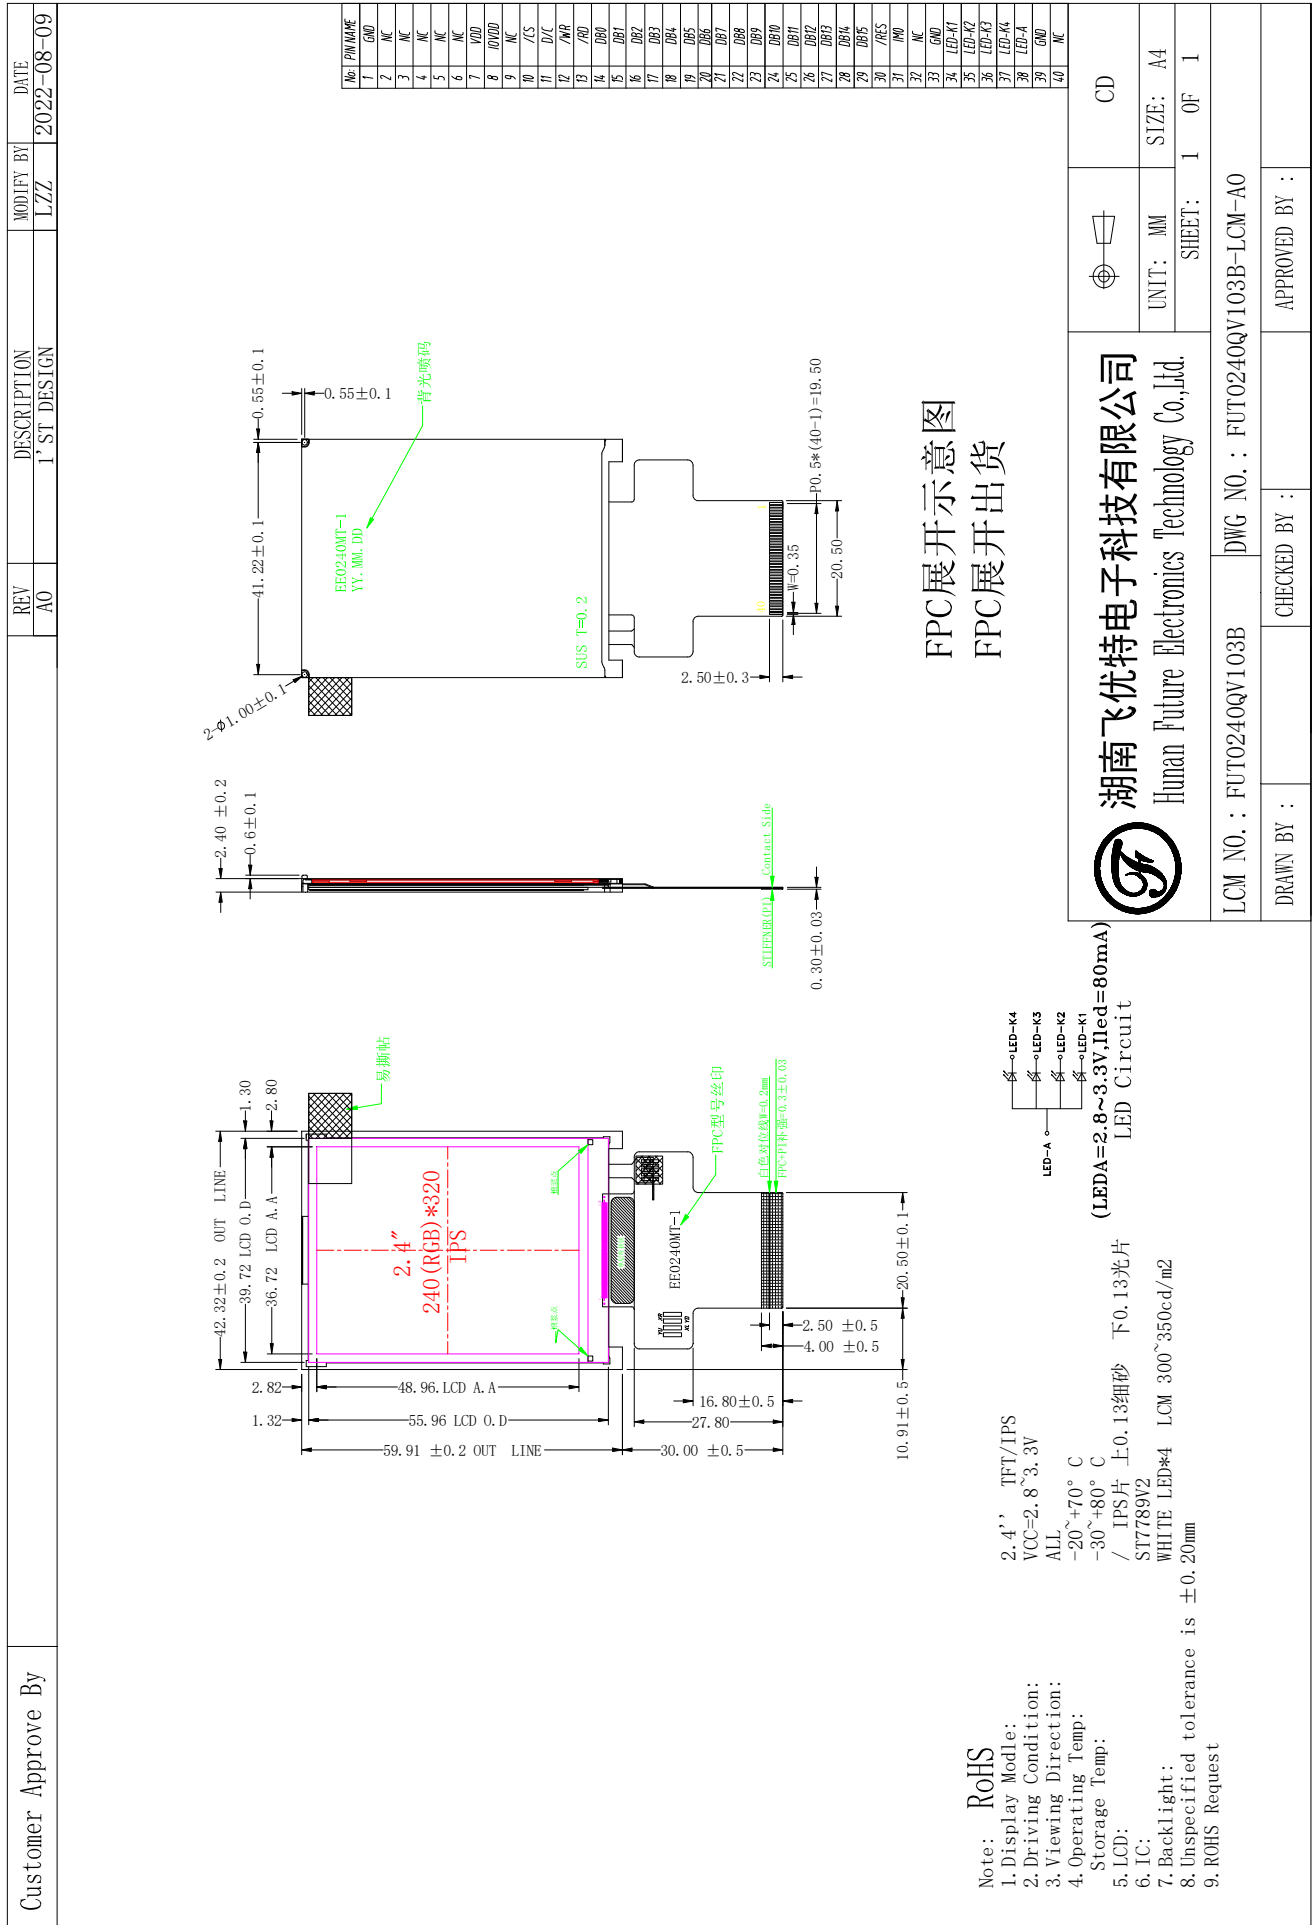 Customer Approve By
REV
DESCRIPTION
MODIFY BY
DATE
A0
1'ST DESIGN
LZZ
2022-08-09
42.32±0.2 OUT LINE
39.72 LCD O.D
36.72 LCD A.A
1.30
2.80
易撕帖
2.4"
240(RGB)*320
IPS
2.82
48.96.LCD A.A
1.32
55.96 LCD O.D
59.91 ±0.2 OUT LINE
30.00 ±0.5
27.80
16.80±0.5
EE0240MT-1
FPC型号丝印
白色对位线W=0.2mm
FPC+PI补强=0.3±0.03
2.50 ±0.5
4.00 ±0.5
20.50±0.1
10.91±0.5
2.40 ±0.2
0.6±0.1
STIFFENER(PI)
Contact Side
0.30±0.03
2-Φ1.00±0.1
41.22±0.1
0.55±0.1
0.55±0.1
EE0240MT-1
YY.MM.DD
背光喷码
SUS T=0.2
40
1
2.50±0.3
W=0.35
P0.5*(40-1)=19.50
20.50
FPC展开示意图
FPC展开出货
No: PIN NAME
1 GND
2 NC
3 NC
4 NC
5 NC
6 NC
7 VDD
8 IOVDD
9 NC
10 /CS
11 D/C
12 /WR
13 /RD
14 DB0
15 DB1
16 DB2
17 DB3
18 DB4
19 DB5
20 DB6
21 DB7
22 DB8
23 DB9
24 DB10
25 DB11
26 DB12
27 DB13
28 DB14
29 DB15
30 /RES
31 IM0
32 NC
33 GND
34 LED-K1
35 LED-K2
36 LED-K3
37 LED-K4
38 LED-A
39 GND
40 NC
Note: RoHS
1.Display Modle: 2.4'' TFT/IPS
2.Driving Condition: VCC=2.8~3.3V
3.Viewing Direction: ALL
4.Operating Temp: -20~+70°C
Storage Temp: -30~+80°C
5.LCD: / IPS片 上0.13细砂 下0.13光片
6.IC: ST7789V2
7.Backlight: WHITE LED*4 LCM 300~350cd/m2
8.Unspecified tolerance is ±0.20mm
9.ROHS Request
LED-A
LED-K4
LED-K3
LED-K2
LED-K1
(LEDA=2.8~3.3V,Iled=80mA)
LED Circuit
湖南飞优特电子科技有限公司
Hunan Future Electronics Technology Co.,Ltd.
CD
UNIT: MM
SIZE: A4
SHEET: 1 OF 1
LCM NO.: FUT0240QV103B
DWG NO.: FUT0240QV103B-LCM-A0
DRAWN BY :
CHECKED BY :
APPROVED BY :